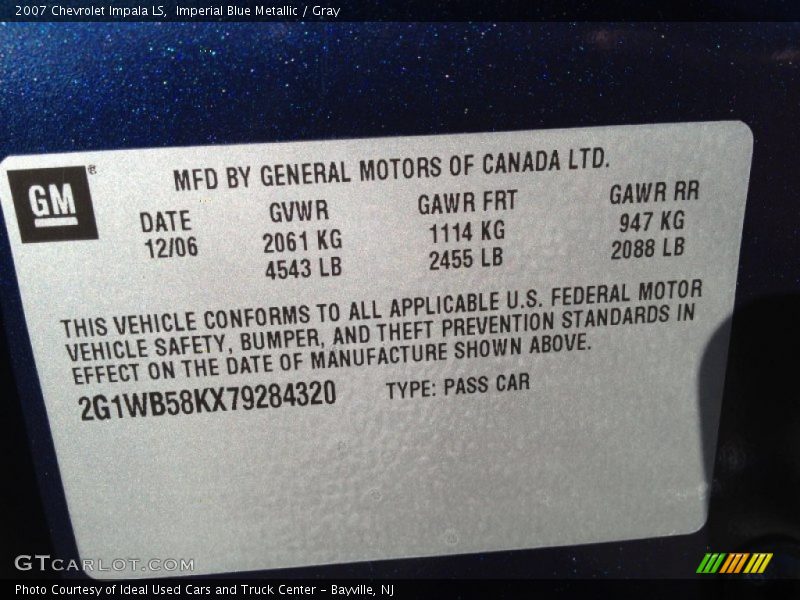 2007 Chevrolet Impala LS, Imperial Blue Metallic / Gray
GM®
MFD BY GENERAL MOTORS OF CANADA LTD.
DATE GVWR GAWR FRT GAWR RR
12/06 2061 KG 1114 KG 947 KG
4543 LB 2455 LB 2088 LB
THIS VEHICLE CONFORMS TO ALL APPLICABLE U.S. FEDERAL MOTOR
VEHICLE SAFETY, BUMPER, AND THEFT PREVENTION STANDARDS IN
EFFECT ON THE DATE OF MANUFACTURE SHOWN ABOVE.
2G1WB58KX79284320 TYPE: PASS CAR
GTCARLOT.COM
Photo Courtesy of Ideal Used Cars and Truck Center - Bayville, NJ